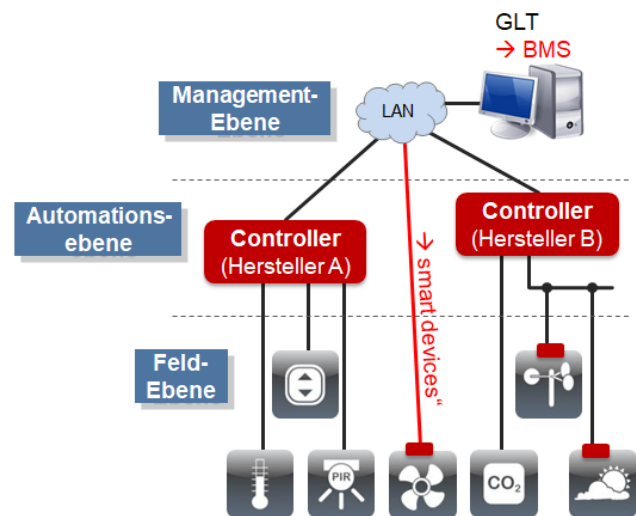 GLT
→ BMS
Management-
Ebene
LAN
Automations-
ebene
Controller
(Hersteller A)
Controller
(Hersteller B)
→ smart devices“
Feld-
Ebene
PIR
CO₂